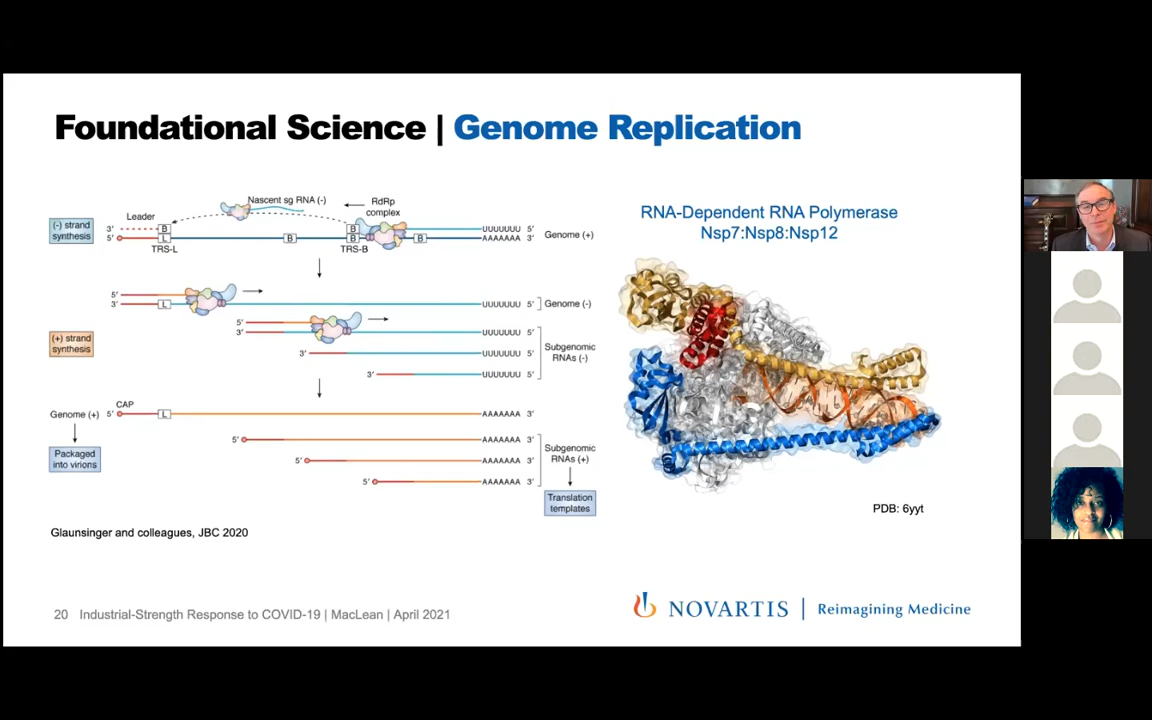 Foundational Science | Genome Replication
Nascent sg RNA (-)
RdRp
complex
Leader
(-) strand
synthesis
3'
B
B
UUUUUUU 5'
5'
L
B
B
B
AAAAAAA 3'
Genome (+)
TRS-L
TRS-B
5'
3'
L
UUUUUUU 5'
Genome (-)
(+) strand
synthesis
5'
3'
UUUUUUU 5'
3'
UUUUUUU 5'
3'
UUUUUUU 5'
Subgenomic
RNAs (-)
CAP
Genome (+)
5'
L
AAAAAAA 3'
Packaged
into virions
5'
AAAAAAA 3'
5'
AAAAAAA 3'
5'
AAAAAAA 3'
Subgenomic
RNAs (+)
Translation
templates
Glaunsinger and colleagues, JBC 2020
RNA-Dependent RNA Polymerase
Nsp7:Nsp8:Nsp12
PDB: 6yyt
20 Industrial-Strength Response to COVID-19 | MacLean | April 2021
NOVARTIS | Reimagining Medicine